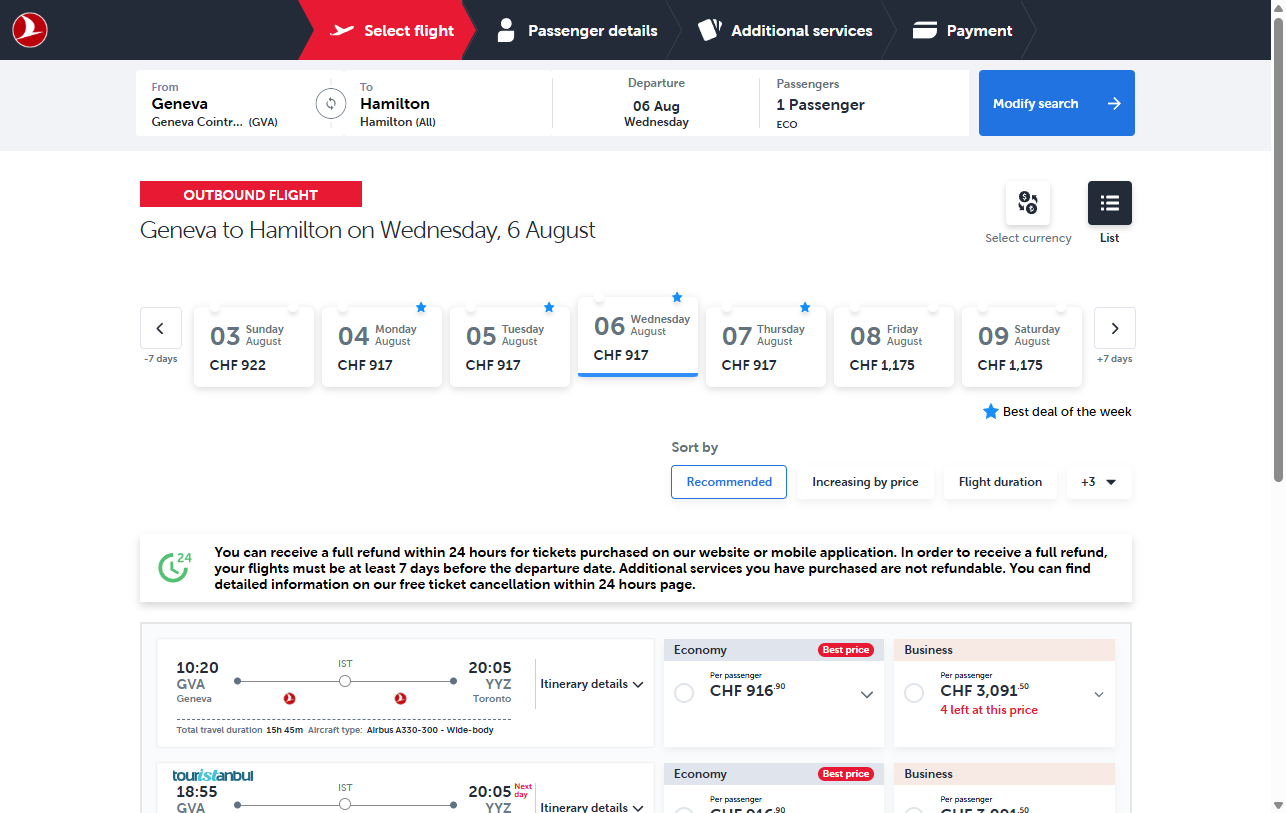 Select flight
Passenger details
Additional services
Payment
From
Geneva
Geneva Cointr... (GVA)
To
Hamilton
Hamilton (All)
Departure
06 Aug
Wednesday
Passengers
1 Passenger
ECO
Modify search
OUTBOUND FLIGHT
Geneva to Hamilton on Wednesday, 6 August
Select currency
List
-7 days
03 Sunday August
CHF 922
04 Monday August
CHF 917
05 Tuesday August
CHF 917
06 Wednesday August
CHF 917
07 Thursday August
CHF 917
08 Friday August
CHF 1,175
09 Saturday August
CHF 1,175
+7 days
Best deal of the week
Sort by
Recommended
Increasing by price
Flight duration
+3
24
You can receive a full refund within 24 hours for tickets purchased on our website or mobile application. In order to receive a full refund,
your flights must be at least 7 days before the departure date. Additional services you have purchased are not refundable. You can find
detailed information on our free ticket cancellation within 24 hours page.
10:20
GVA
Geneva
IST
20:05
YYZ
Toronto
Itinerary details
Total travel duration 15h 45m Aircraft type: Airbus A330-300 - Wide-body
Economy
Best price
Per passenger
CHF 916.90
Business
Per passenger
CHF 3,091.50
4 left at this price
touristanbul
18:55
GVA
IST
20:05 Next day
YYZ
Itinerary details
Economy
Best price
Per passenger
CHF 916.90
Business
Per passenger
CHF 3,091.50